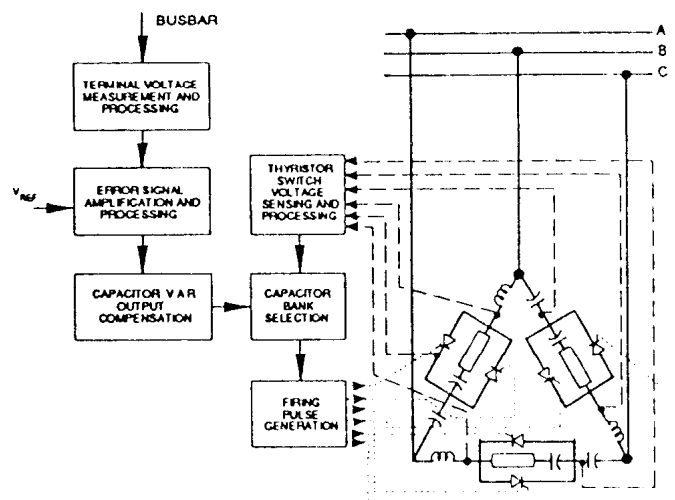 BUSBAR
TERMINAL VOLTAGE
MEASUREMENT AND
PROCESSING
VREF
ERROR SIGNAL
AMPLIFICATION AND
PROCESSING
CAPACITOR VAR
OUTPUT
COMPENSATION
THYRISTOR
SWITCH
VOLTAGE
SENSING AND
PROCESSING
CAPACITOR
BANK
SELECTION
FIRING
PULSE
GENERATION
A
B
C